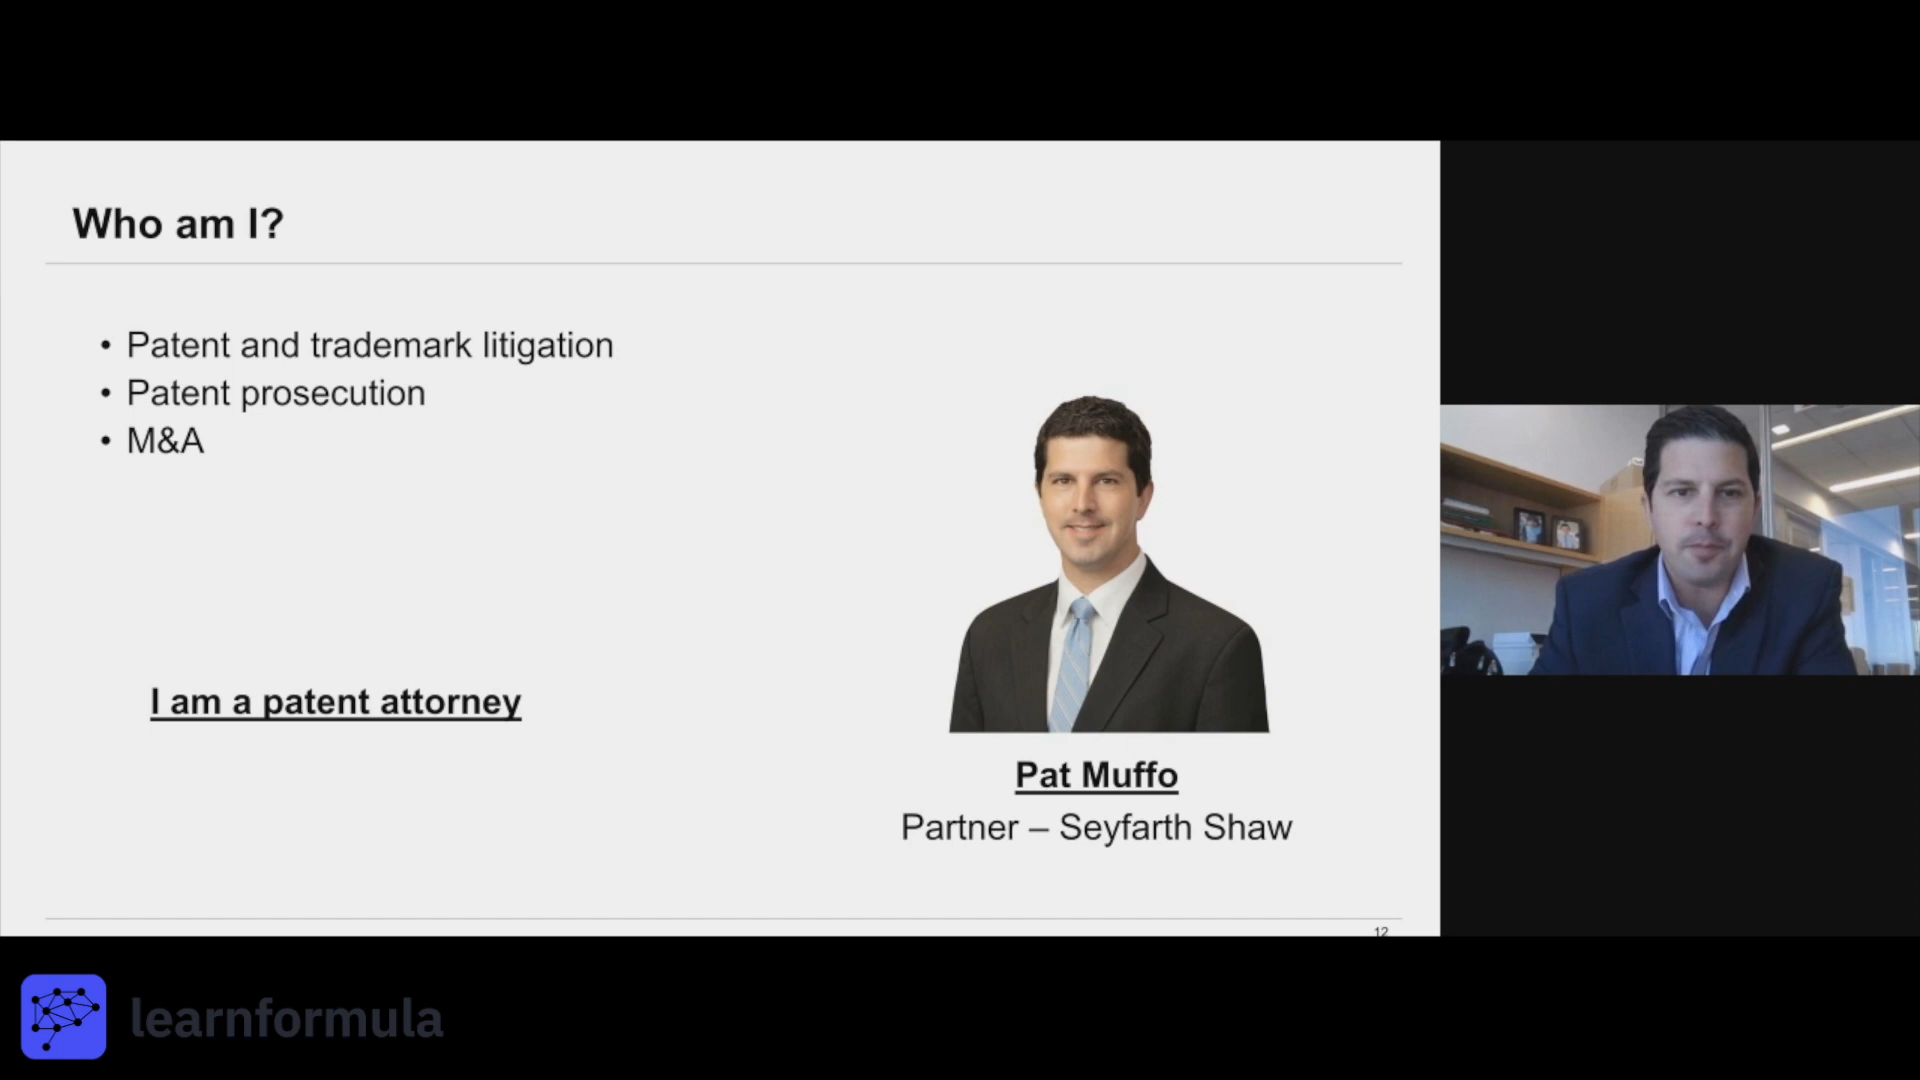 Who am I?
• Patent and trademark litigation
• Patent prosecution
• M&A
I am a patent attorney
Pat Muffo
Partner – Seyfarth Shaw
12
learnformula